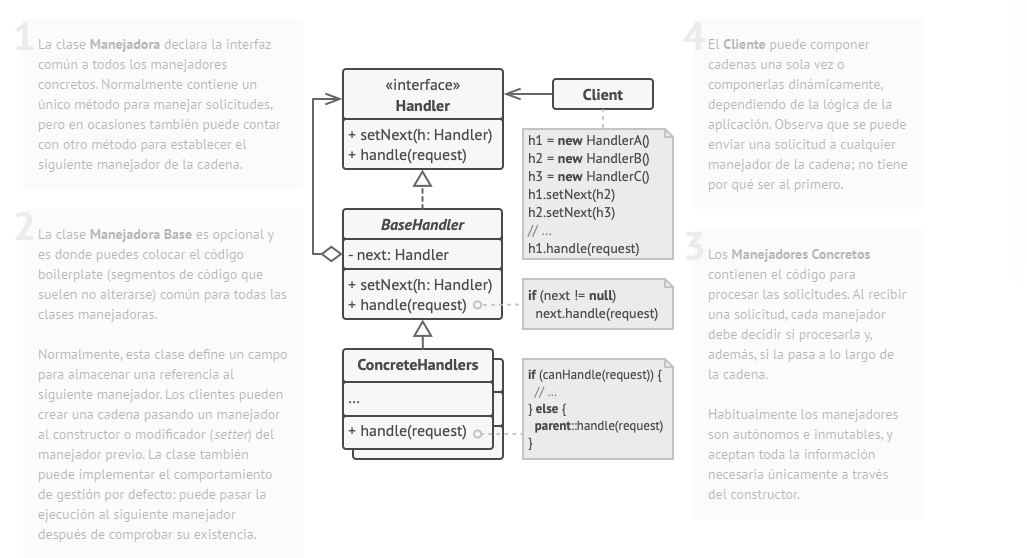 1
La clase Manejadora declara la interfaz
común a todos los manejadores
concretos. Normalmente contiene un
único método para manejar solicitudes,
pero en ocasiones también puede contar
con otro método para establecer el
siguiente manejador de la cadena.
2
La clase Manejadora Base es opcional y
es donde puedes colocar el código
boilerplate (segmentos de código que
suelen no alterarse) común para todas las
clases manejadoras.
Normalmente, esta clase define un campo
para almacenar una referencia al
siguiente manejador. Los clientes pueden
crear una cadena pasando un manejador
al constructor o modificador (setter) del
manejador previo. La clase también
puede implementar el comportamiento
de gestión por defecto: puede pasar la
ejecución al siguiente manejador
después de comprobar su existencia.
«interface»
Handler
+ setNext(h: Handler)
+ handle(request)
BaseHandler
- next: Handler
+ setNext(h: Handler)
+ handle(request)
ConcreteHandlers
...
+ handle(request)
Client
h1 = new HandlerA()
h2 = new HandlerB()
h3 = new HandlerC()
h1.setNext(h2)
h2.setNext(h3)
// ...
h1.handle(request)
if (next != null)
next.handle(request)
if (canHandle(request)) {
// ...
} else {
parent::handle(request)
}
4
El Cliente puede componer
cadenas una sola vez o
componerlas dinámicamente,
dependiendo de la lógica de la
aplicación. Observa que se puede
enviar una solicitud a cualquier
manejador de la cadena; no tiene
por qué ser al primero.
3
Los Manejadores Concretos
contienen el código para
procesar las solicitudes. Al recibir
una solicitud, cada manejador
debe decidir si procesarla y,
además, si la pasa a lo largo de
la cadena.
Habitualmente los manejadores
son autónomos e inmutables, y
aceptan toda la información
necesaria únicamente a través
del constructor.